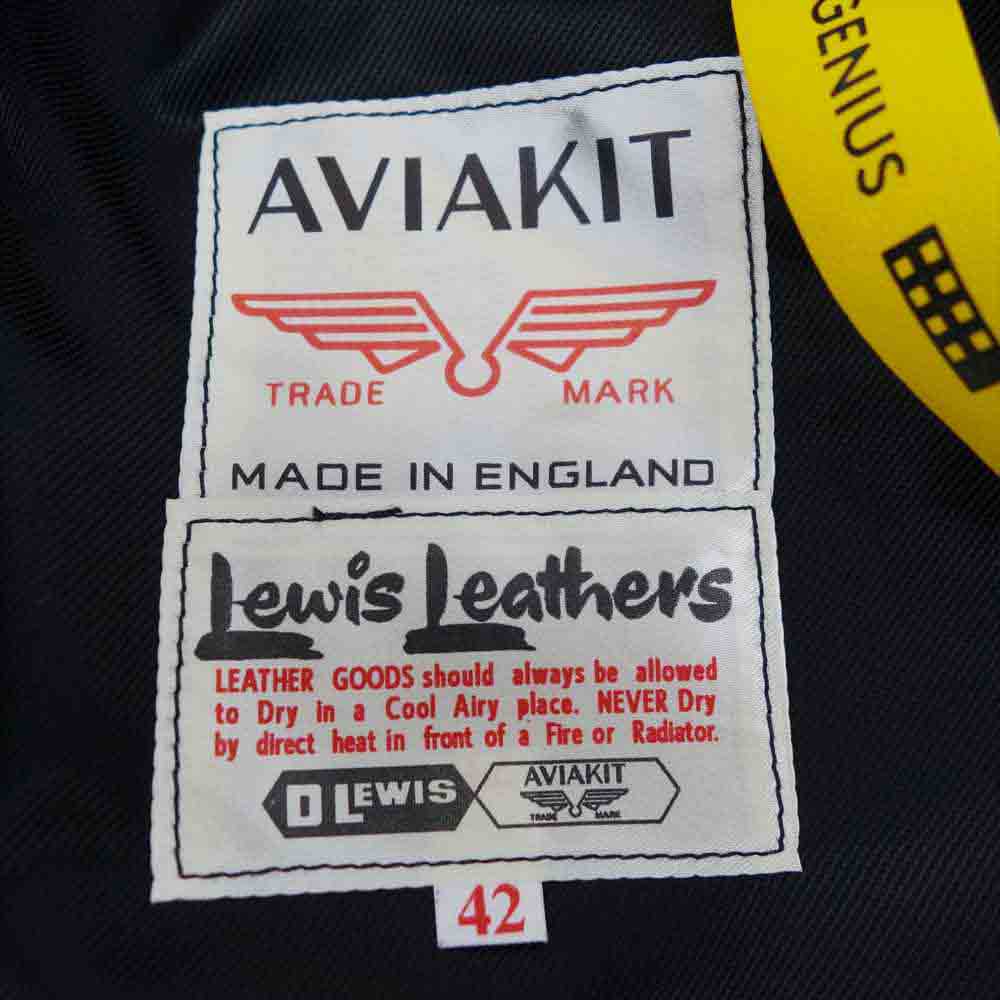 GENIUS
AVIAKIT
TRADE MARK
MADE IN ENGLAND
Lewis Leathers
LEATHER GOODS should always be allowed
to Dry in a Cool Airy place. NEVER Dry
by direct heat in front of a Fire or Radiator.
D LEWIS
AVIAKIT
TRADE MARK
42